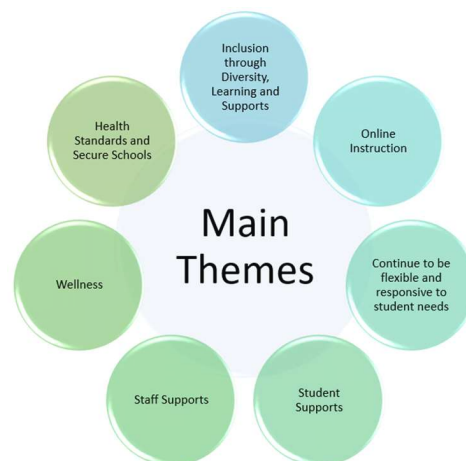 Main
Themes
Inclusion
through
Diversity,
Learning and
Supports
Online
Instruction
Continue to be
flexible and
responsive to
student needs
Student
Supports
Staff Supports
Wellness
Health
Standards and
Secure Schools